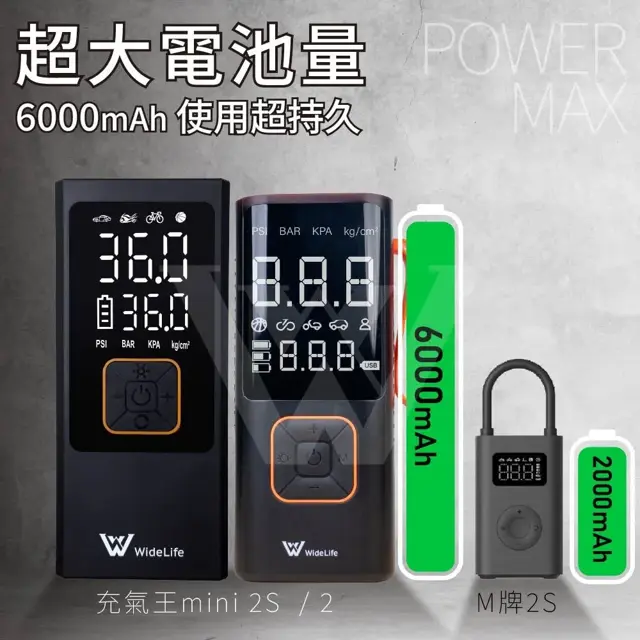 超大電池量
6000mAh 使用超持久
POWER
MAX
36.0
36.0
PSI BAR KPA kg/cm²
WideLife
PSI BAR KPA kg/cm²
8.8.8
8.8.8
USB
WideLife
6000mAh
2000mAh
充氣王mini 2S / 2
M牌2S